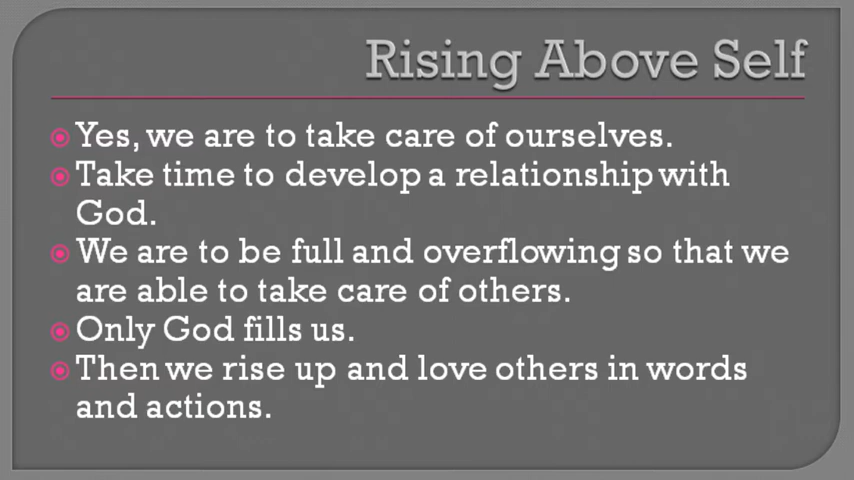 Rising Above Self
Yes, we are to take care of ourselves.
Take time to develop a relationship with
God.
We are to be full and overflowing so that we
are able to take care of others.
Only God fills us.
Then we rise up and love others in words
and actions.